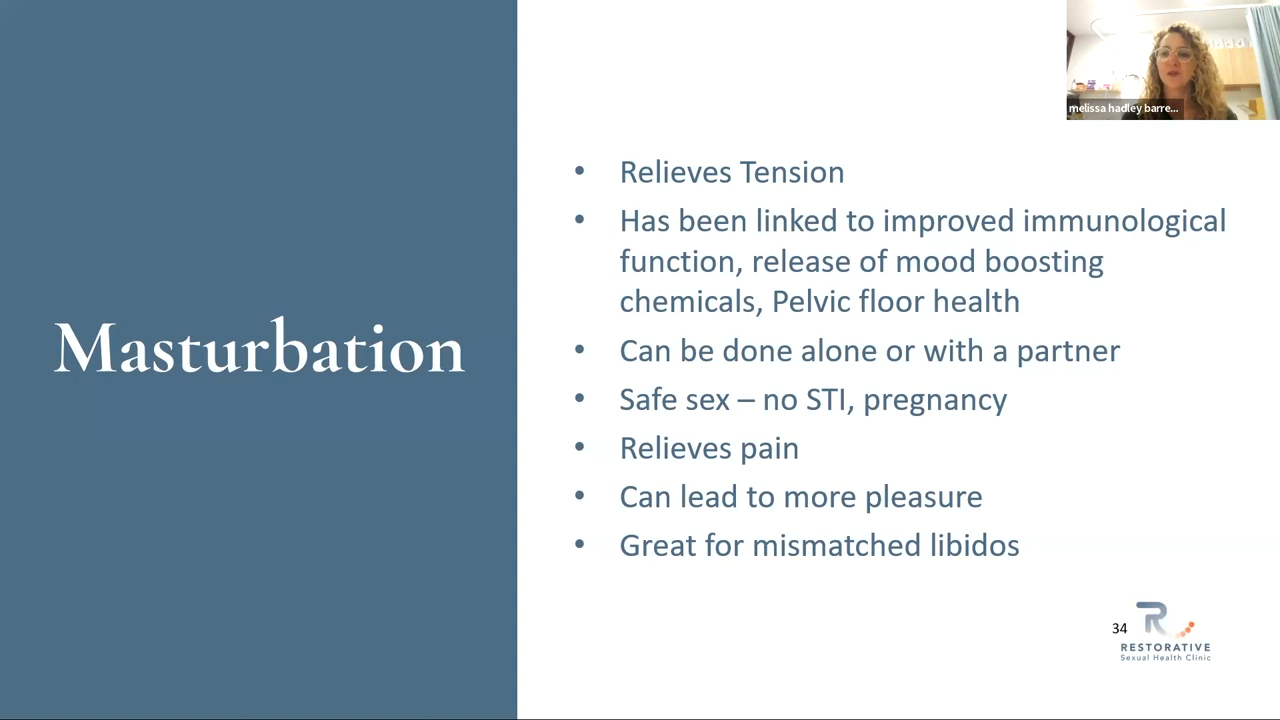 melissa hadley barre...
Masturbation
• Relieves Tension
• Has been linked to improved immunological
function, release of mood boosting
chemicals, Pelvic floor health
• Can be done alone or with a partner
• Safe sex – no STI, pregnancy
• Relieves pain
• Can lead to more pleasure
• Great for mismatched libidos
34
R
RESTORATIVE
Sexual Health Clinic